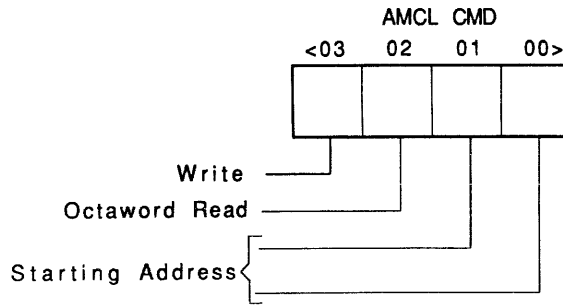 AMCL CMD
<03 02 01 00>
Write
Octaword Read
Starting Address